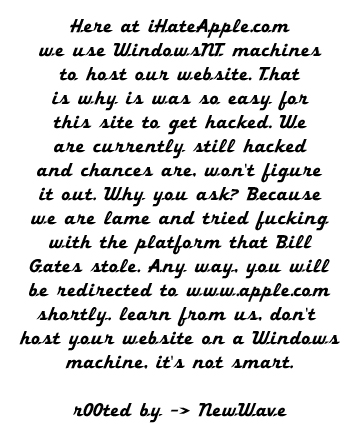 Here at iHateApple.com
we use WindowsNT machines
to host our website. That
is why is was so easy for
this site to get hacked. We
are currently still hacked
and chances are, won't figure
it out. Why you ask? Because
we are lame and tried fucking
with the platform that Bill
Gates stole. Any way, you will
be redirected to www.apple.com
shortly, learn from us, don't
host your website on a Windows
machine, it's not smart.

r00ted by -> NewWave